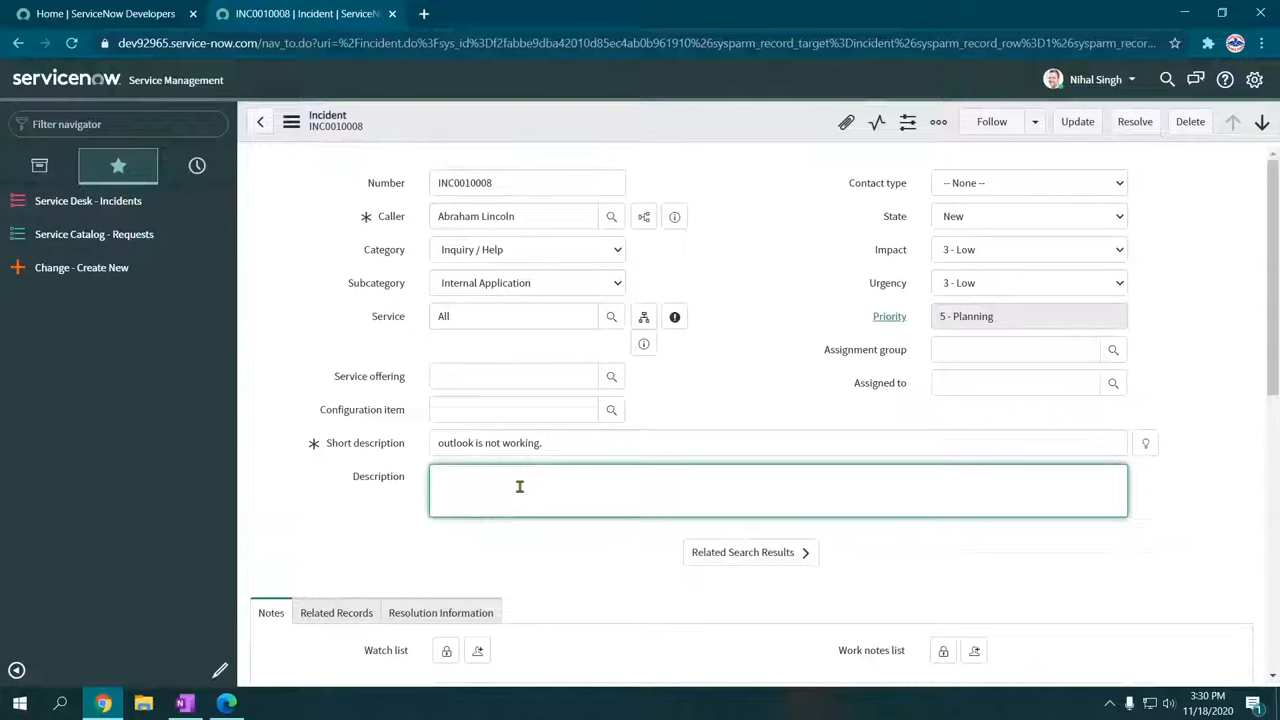 Home | ServiceNow Developers
INC0010008 | Incident | ServiceN
dev92965.service-now.com/nav_to.do?uri=%2Fincident.do%3Fsys_id%3Df2fabbe9dba42010d85ec4ab0b961910%26sysparm_record_target%3Dincident%26sysparm_record_row%3D1%26sysparm_recor...
servicenow Service Management
Nihal Singh
Filter navigator
Service Desk - Incidents
Service Catalog - Requests
Change - Create New
Incident
INC0010008
Follow
Update
Resolve
Delete
Number INC0010008
Caller Abraham Lincoln
Category Inquiry / Help
Subcategory Internal Application
Service All
Service offering
Configuration item
Contact type -- None --
State New
Impact 3 - Low
Urgency 3 - Low
Priority 5 - Planning
Assignment group
Assigned to
Short description outlook is not working.
Description
Related Search Results
Notes Related Records Resolution Information
Watch list
Work notes list
3:30 PM
11/18/2020